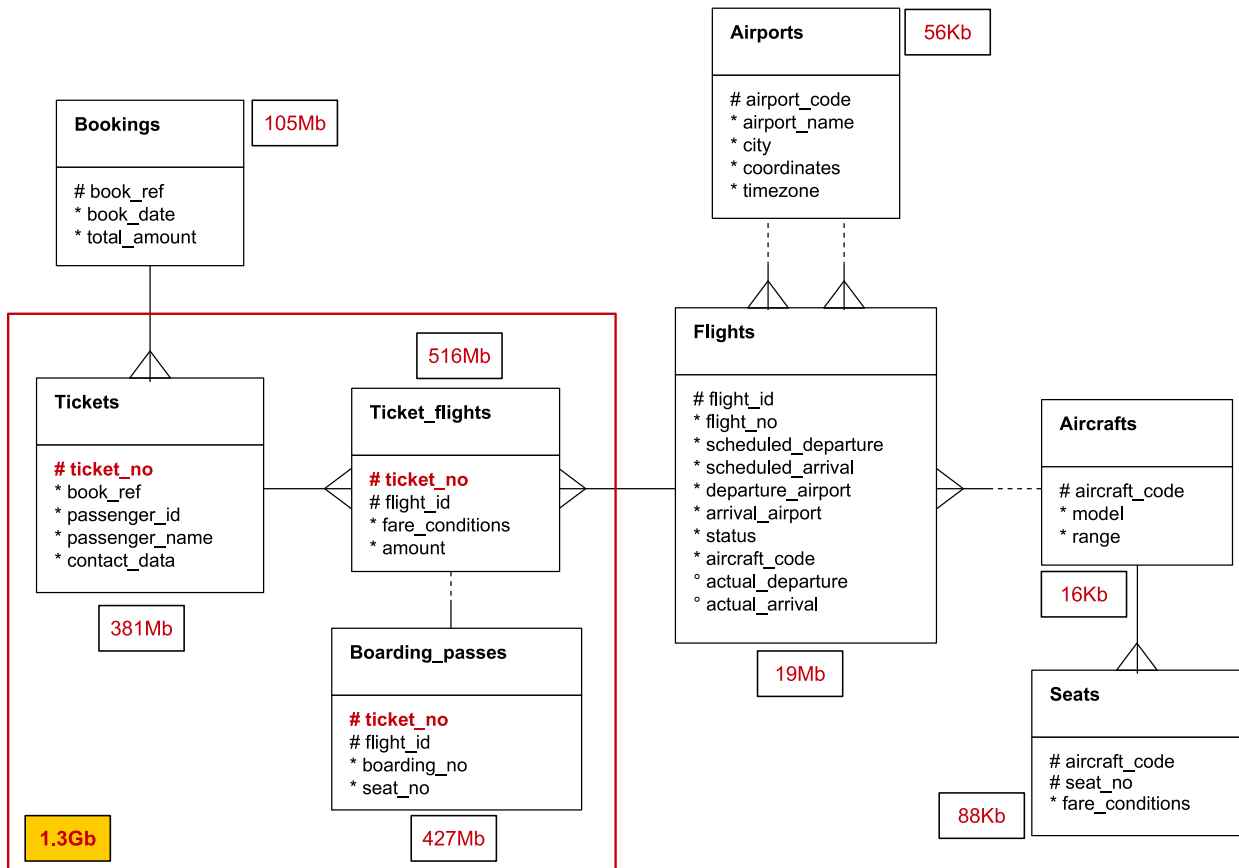 Airports
56Kb
# airport_code
* airport_name
* city
* coordinates
* timezone
Bookings
105Mb
# book_ref
* book_date
* total_amount
Tickets
# ticket_no
* book_ref
* passenger_id
* passenger_name
* contact_data
381Mb
516Mb
Ticket_flights
# ticket_no
# flight_id
* fare_conditions
* amount
Boarding_passes
# ticket_no
# flight_id
* boarding_no
* seat_no
427Mb
1.3Gb
Flights
# flight_id
* flight_no
* scheduled_departure
* scheduled_arrival
* departure_airport
* arrival_airport
* status
* aircraft_code
° actual_departure
° actual_arrival
19Mb
Aircrafts
# aircraft_code
* model
* range
16Kb
Seats
# aircraft_code
# seat_no
* fare_conditions
88Kb